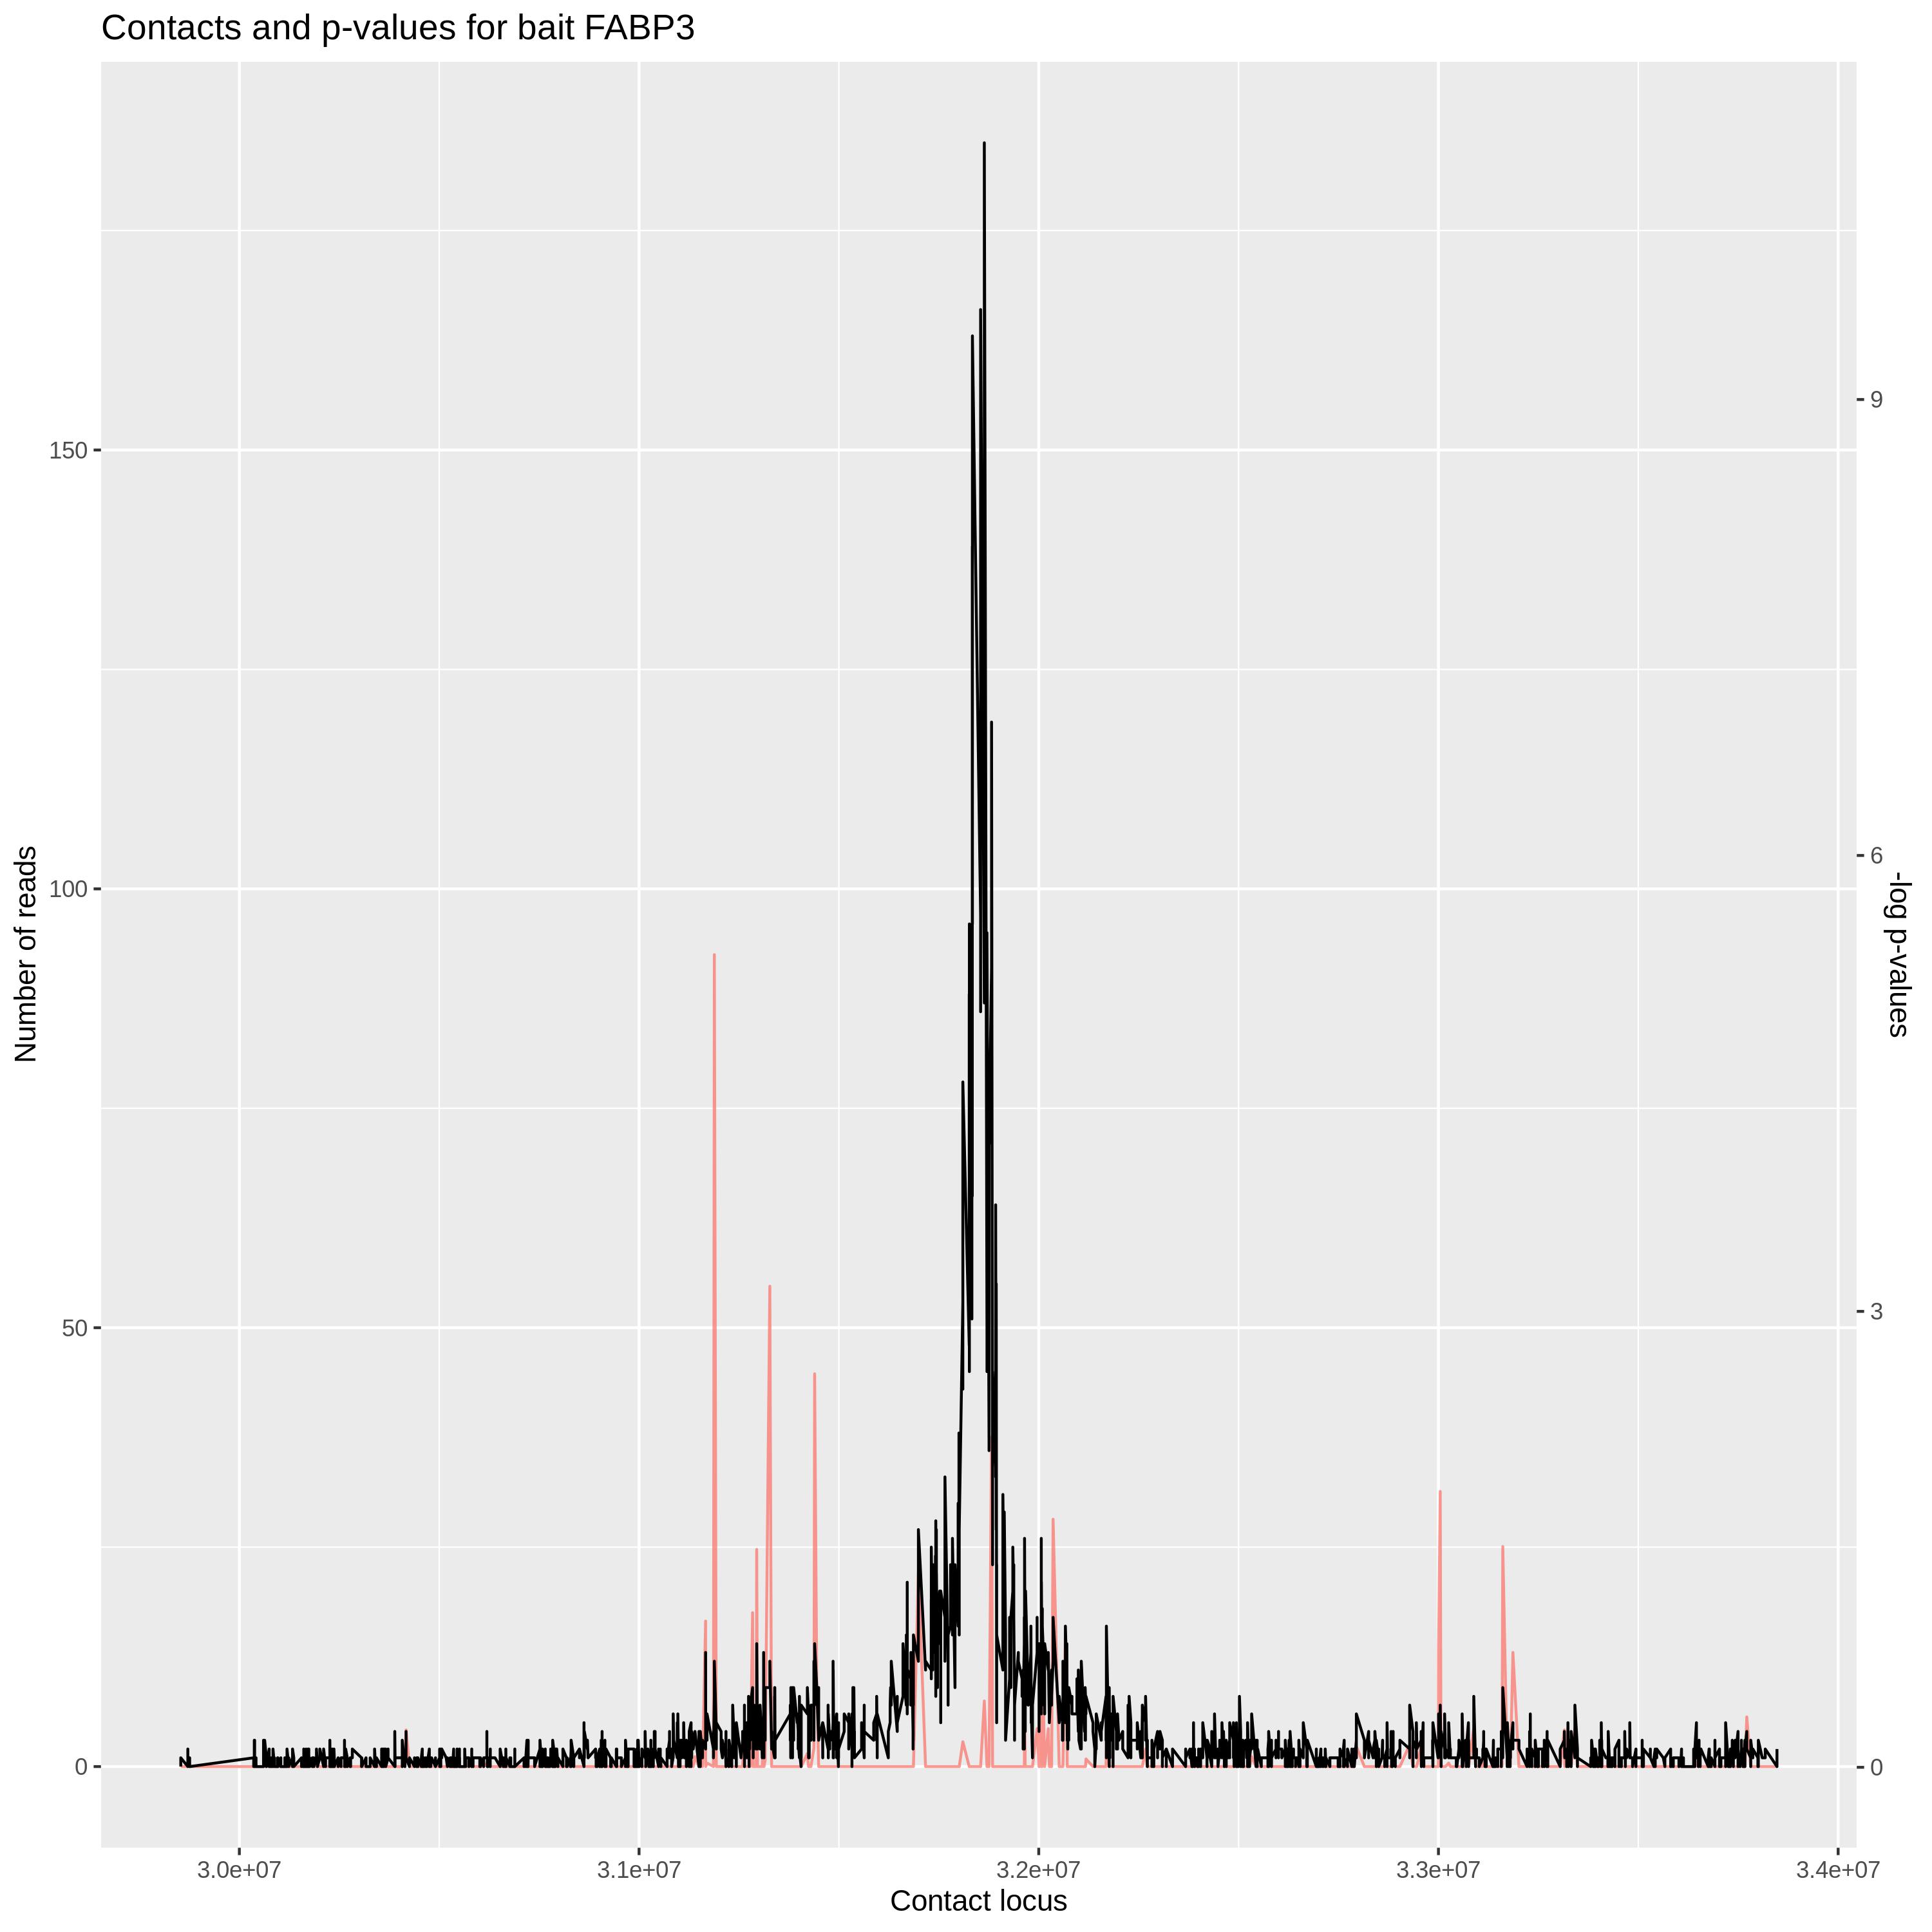 Contacts and p-values for bait FABP3
Number of reads
150
100
50
0
9
6
3
0
-log p-values
3.0e+07
3.1e+07
3.2e+07
3.3e+07
3.4e+07
Contact locus